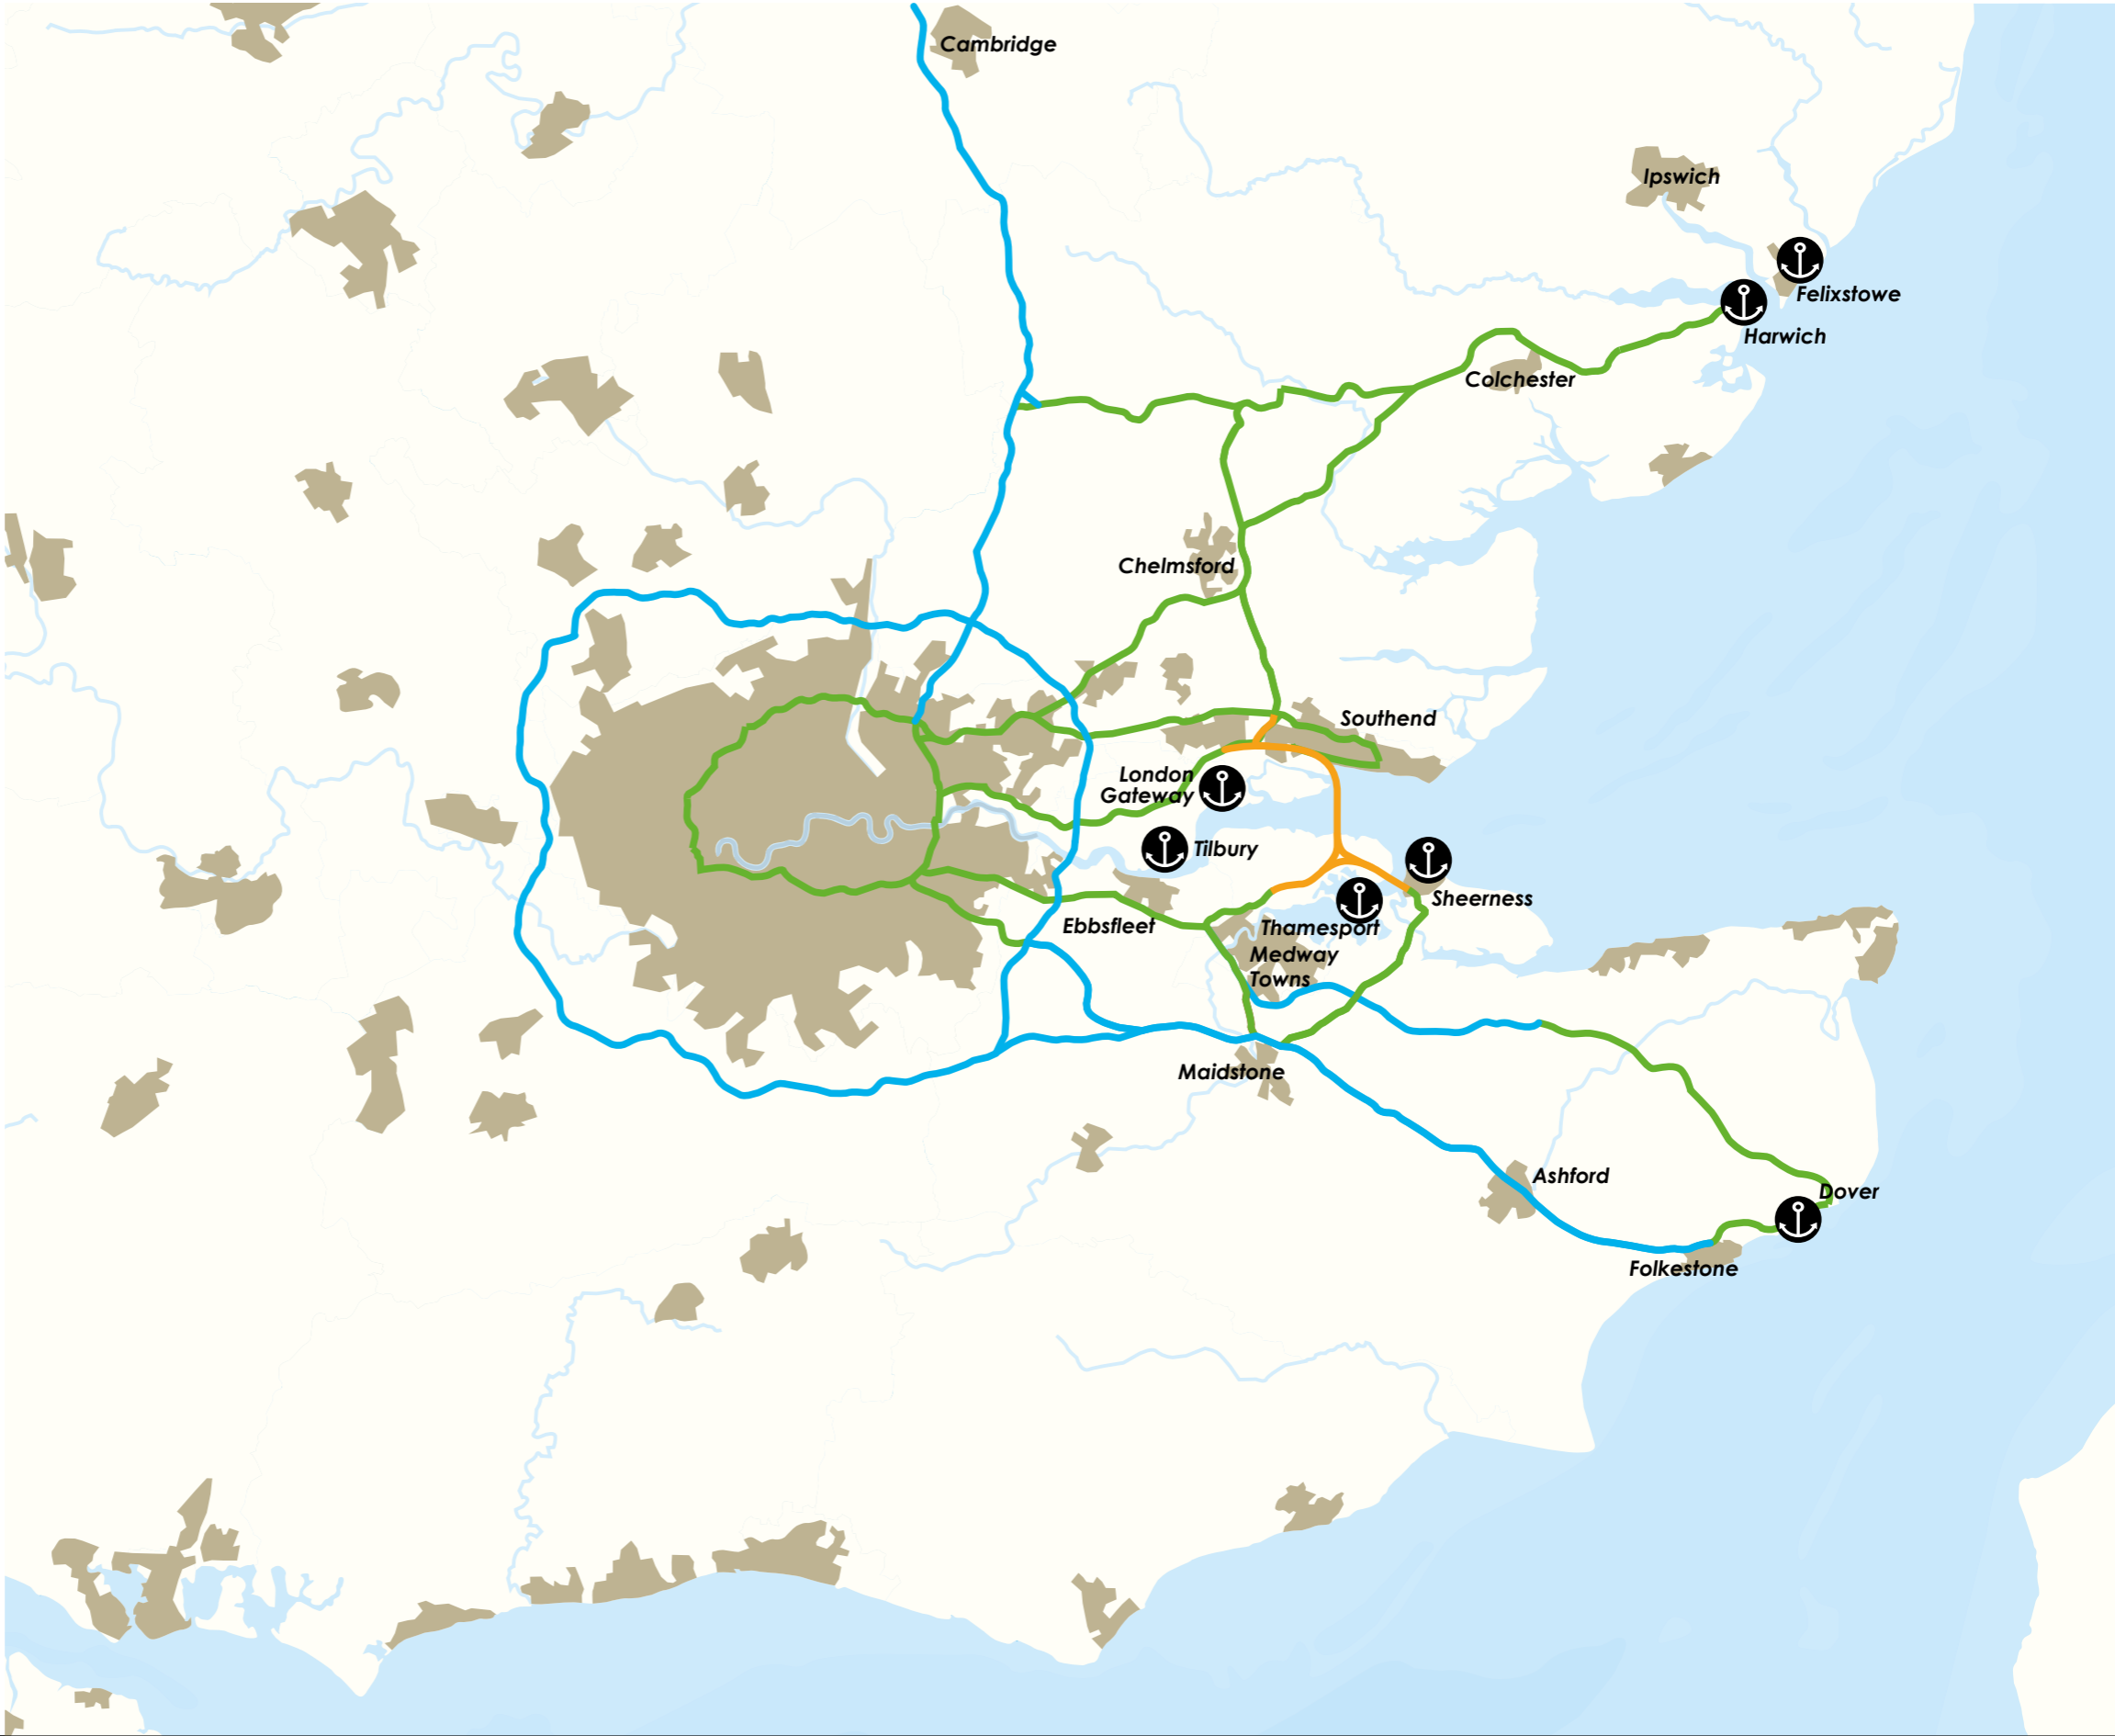 Cambridge
Ipswich
Felixstowe
Harwich
Colchester
Chelmsford
Southend
London
Gateway
Tilbury
Sheerness
Ebbsfleet
Thamesport
Medway
Towns
Maidstone
Ashford
Dover
Folkestone